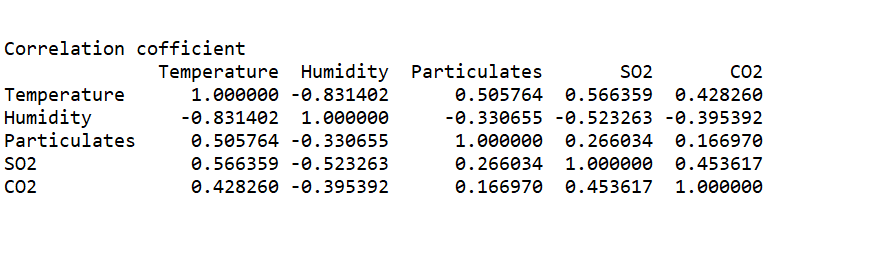 Correlation cofficient
Temperature Humidity Particulates SO2 CO2
Temperature 1.000000 -0.831402 0.505764 0.566359 0.428260
Humidity -0.831402 1.000000 -0.330655 -0.523263 -0.395392
Particulates 0.505764 -0.330655 1.000000 0.266034 0.166970
SO2 0.566359 -0.523263 0.266034 1.000000 0.453617
CO2 0.428260 -0.395392 0.166970 0.453617 1.000000